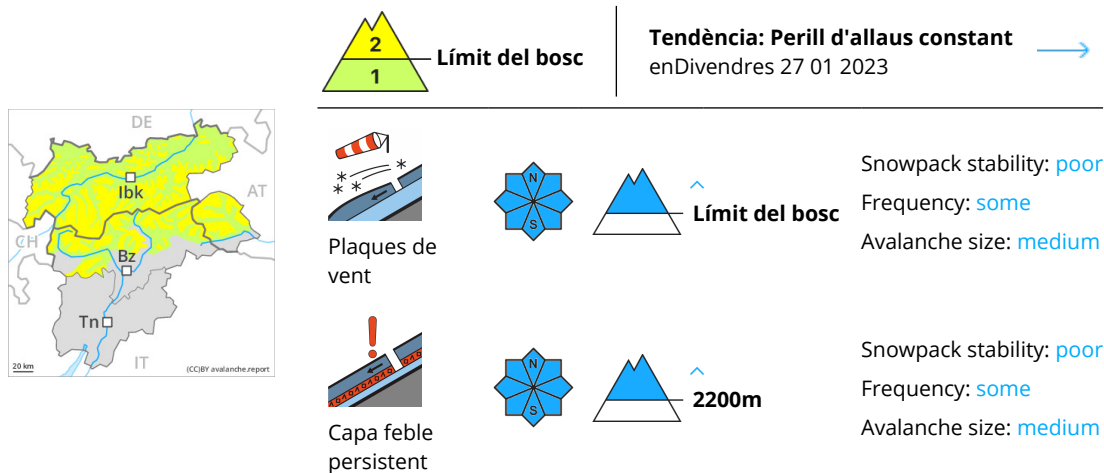 2
1
Límit del bosc
Tendència: Perill d'allaus constant
enDivendres 27 01 2023
DE
AT
CH
IT
Ibk
Bz
Tn
20 km
(CC)BY avalanche.report
N
S
Plaques de
vent
Límit del bosc
Snowpack stability: poor
Frequency: some
Avalanche size: medium
N
S
Capa feble
persistent
2200m
Snowpack stability: poor
Frequency: some
Avalanche size: medium